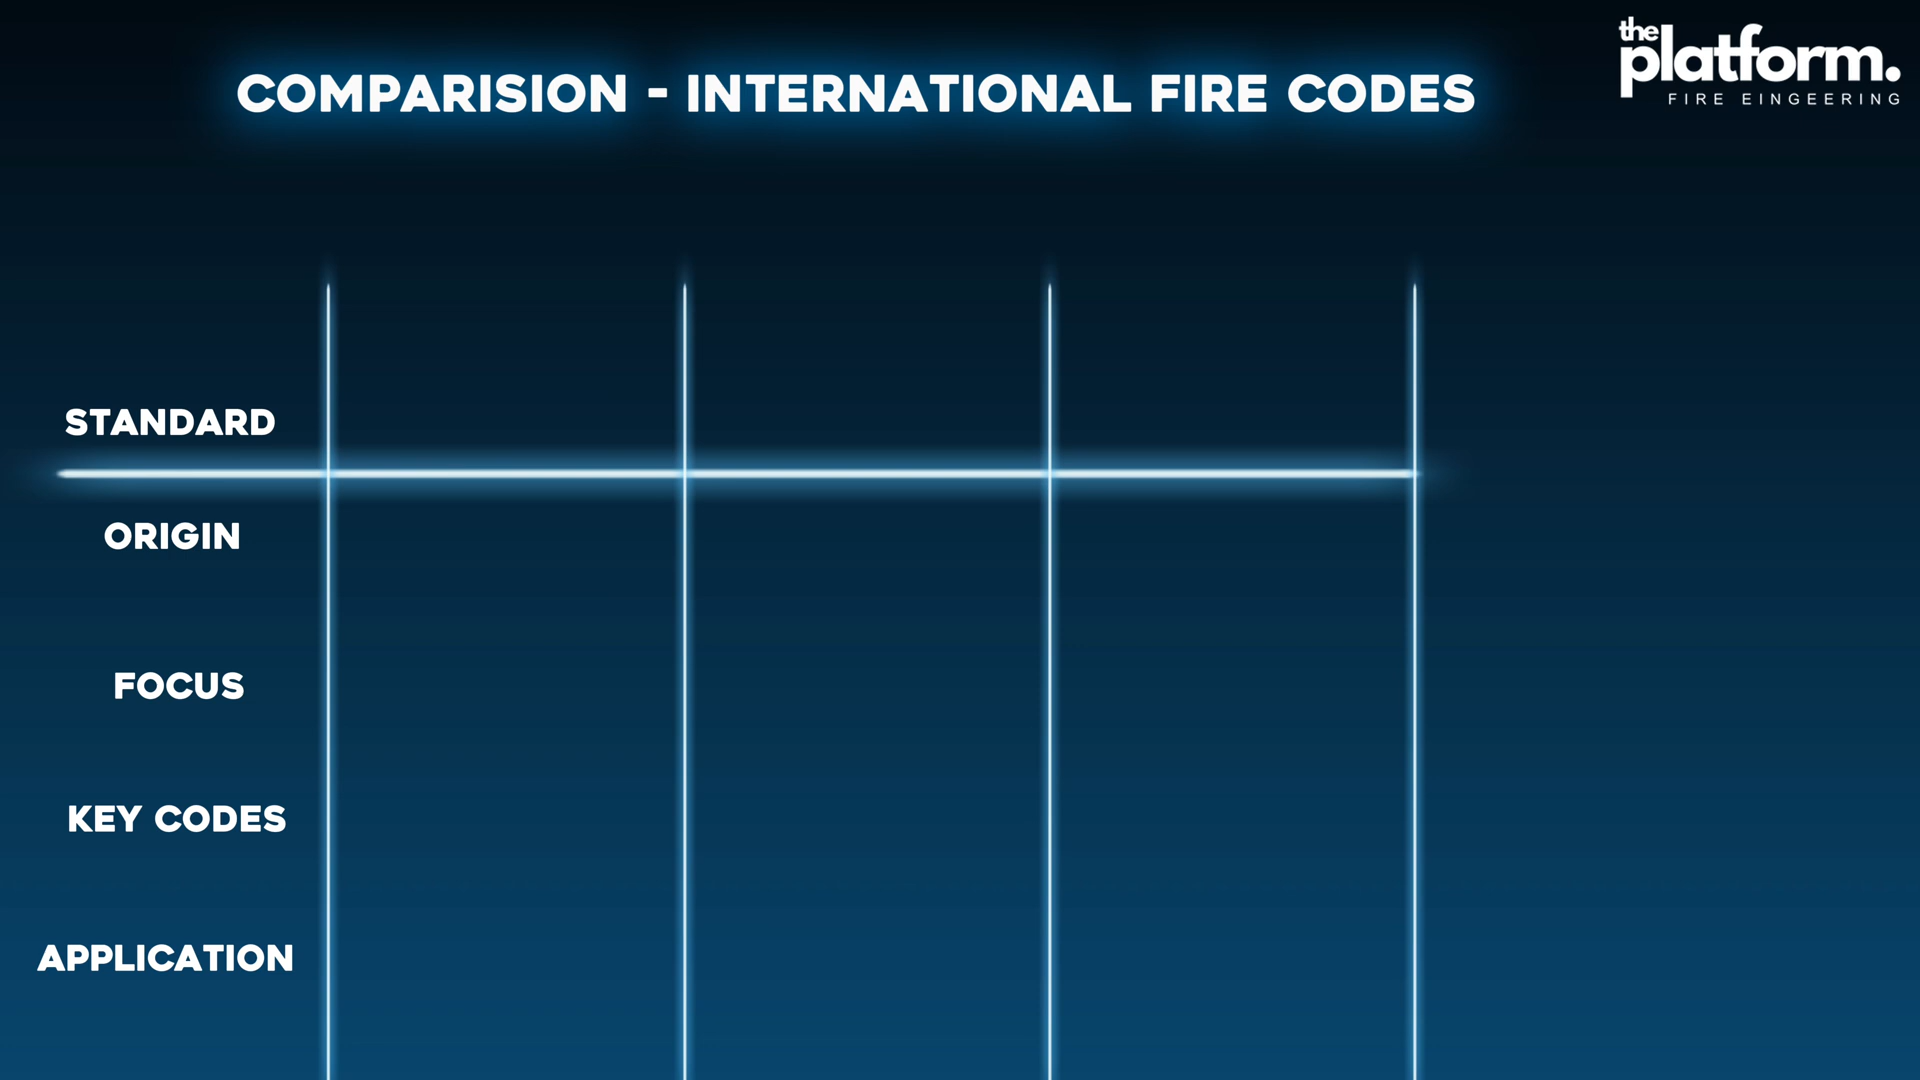 COMPARISION - INTERNATIONAL FIRE CODES
the
platform.
FIRE EINGEERING
STANDARD
ORIGIN
FOCUS
KEY CODES
APPLICATION